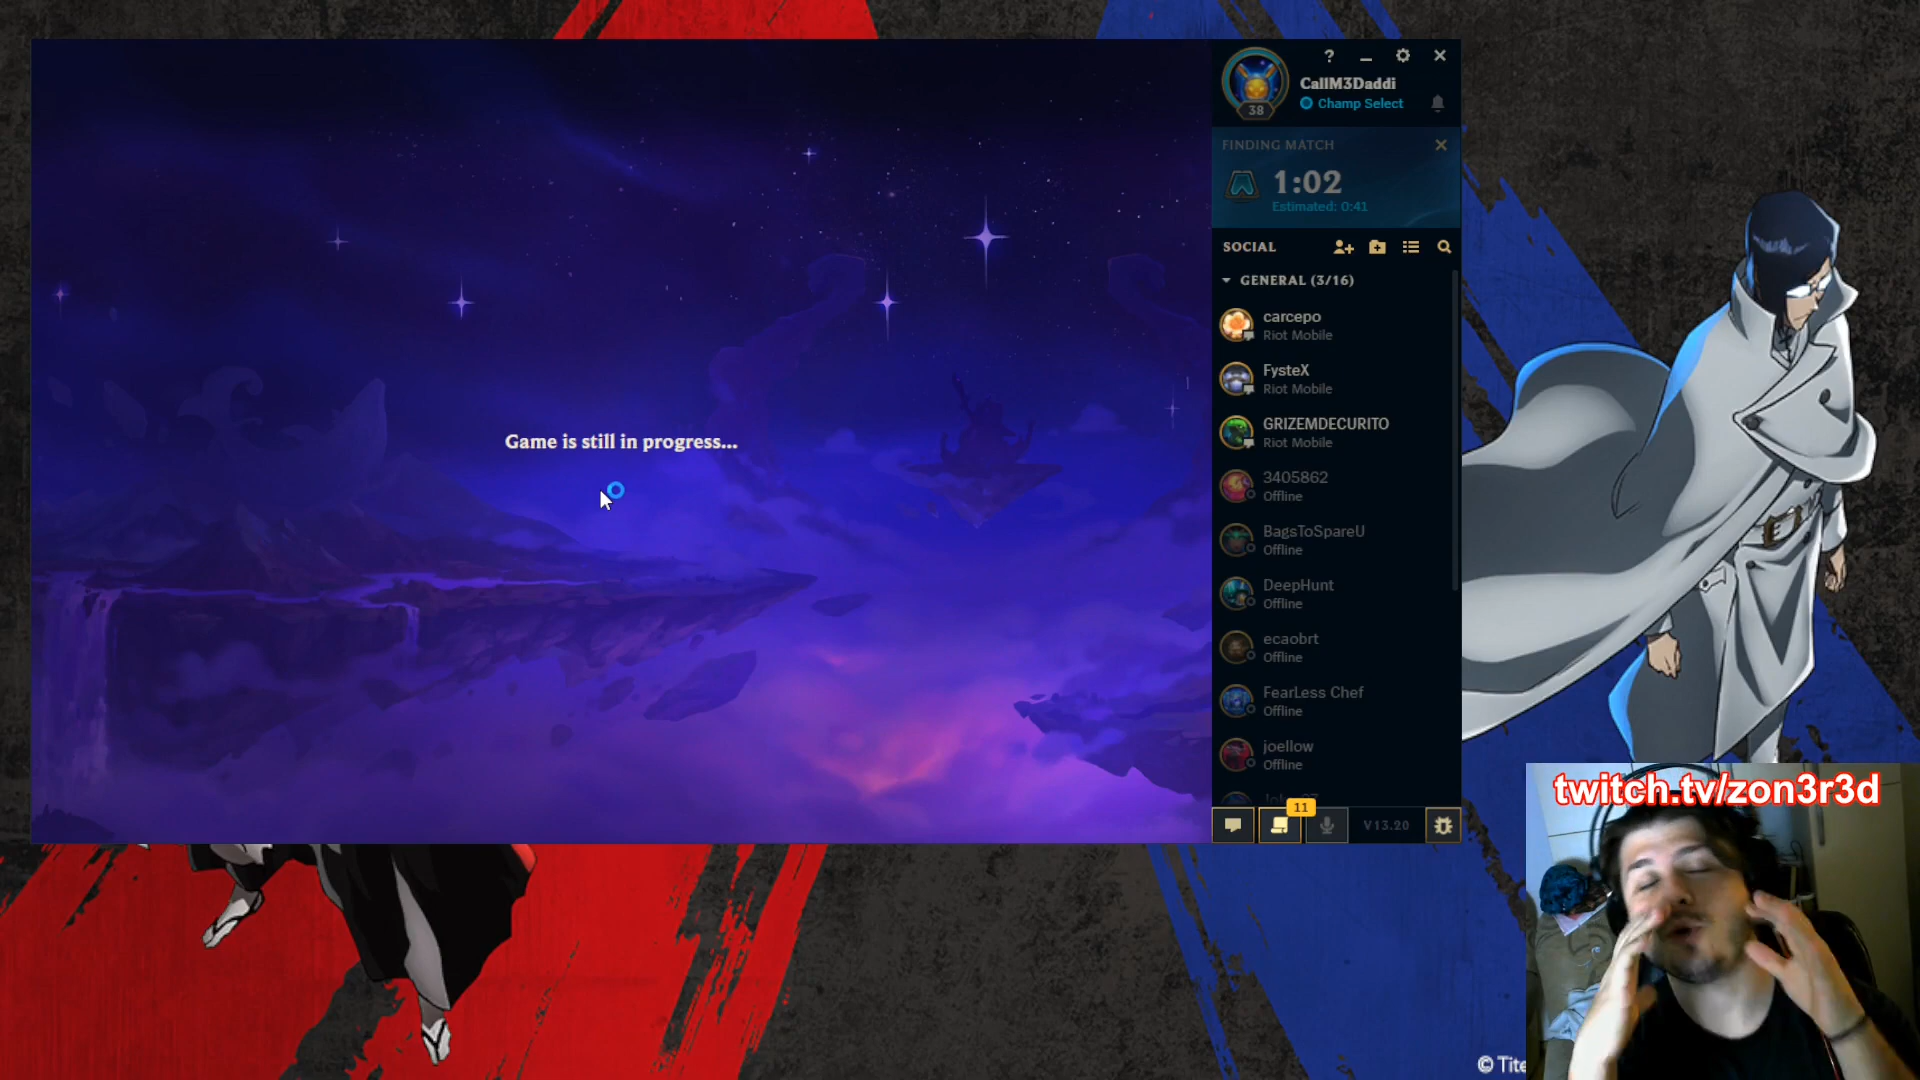 ?
CallM3Daddi
38
Champ Select
FINDING MATCH
1:02
Estimated: 0:41
SOCIAL
GENERAL (3/16)
carcepo
Riot Mobile
FysteX
Riot Mobile
GRIZEMDECURITO
Riot Mobile
3405862
Offline
BagsToSpareU
Offline
DeepHunt
Offline
ecaobrt
Offline
FearLess Chef
Offline
joellow
Offline
11
V13.20
Game is still in progress...
twitch.tv/zon3r3d
© Tite